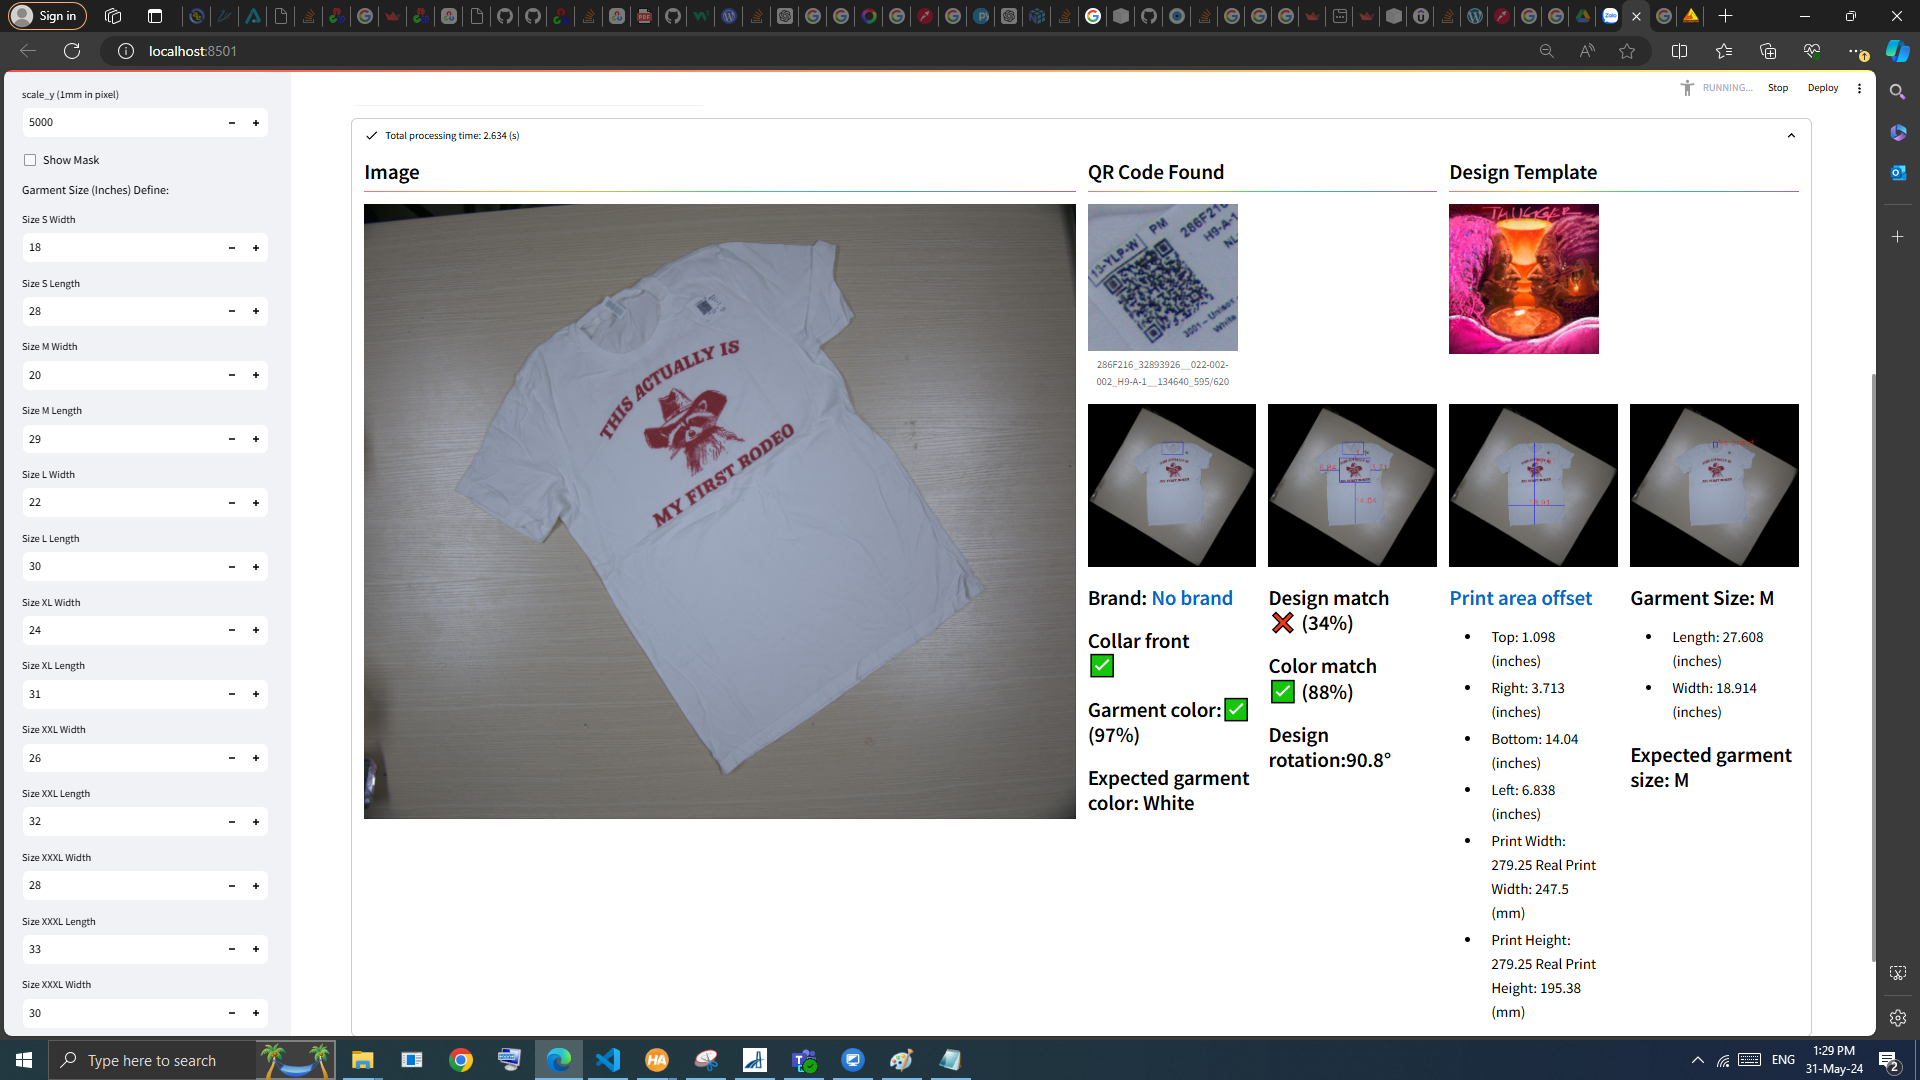 Sign in
localhost:8501
scale_y (1mm in pixel)
5000
Show Mask
Garment Size (Inches) Define:
Size S Width
18
Size S Length
28
Size M Width
20
Size M Length
29
Size L Width
22
Size L Length
30
Size XL Width
24
Size XL Length
31
Size XXL Width
26
Size XXL Length
32
Size XXXL Width
28
Size XXXL Length
33
Size XXXL Width
30
RUNNING...
Stop
Deploy
Total processing time: 2.634 (s)
Image
THIS ACTUALLY IS
MY FIRST RODEO
QR Code Found
13-YLP-W
PM
286F216
H9-A-1
NL
3001 - Unisex
White
286F216_32893926__022-002-
002_H9-A-1__134640_595/620
Design Template
THUGGER
Brand: No brand
Collar front
Garment color:
(97%)
Expected garment
color: White
Design match
(34%)
Color match
(88%)
Design
rotation:90.8°
Print area offset
Top: 1.098
(inches)
Right: 3.713
(inches)
Bottom: 14.04
(inches)
Left: 6.838
(inches)
Print Width:
279.25 Real Print
Width: 247.5
(mm)
Print Height:
279.25 Real Print
Height: 195.38
(mm)
Garment Size: M
Length: 27.608
(inches)
Width: 18.914
(inches)
Expected garment
size: M
Type here to search
ENG
1:29 PM
31-May-24
2